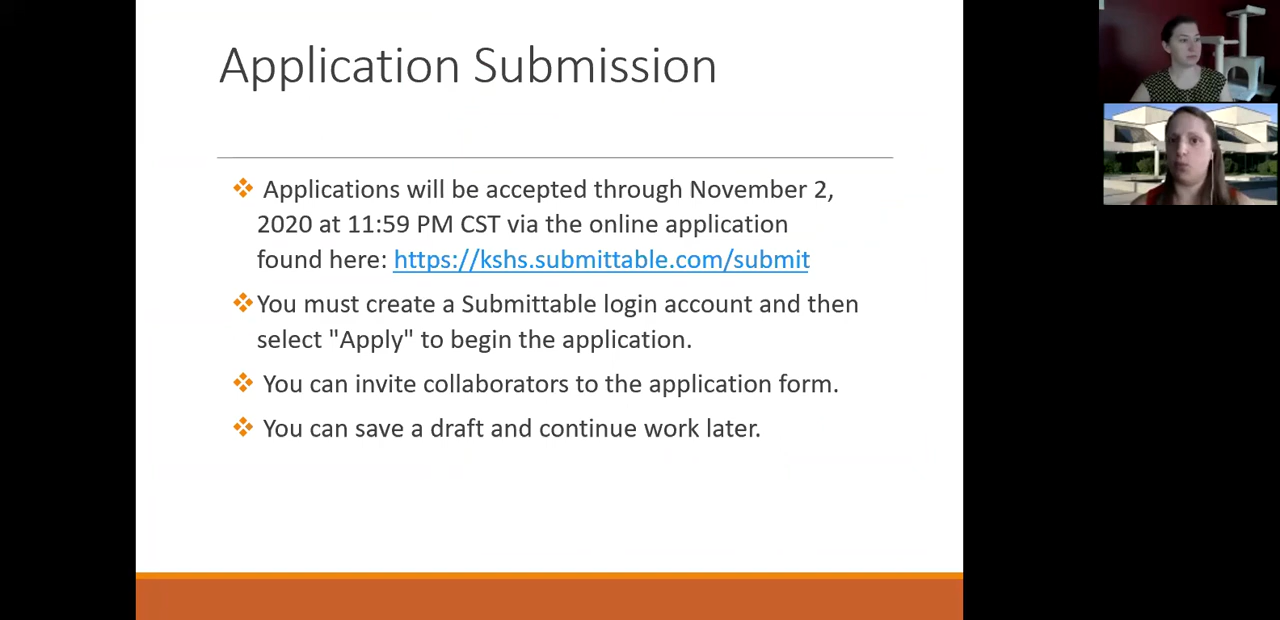 Application Submission
Applications will be accepted through November 2,
2020 at 11:59 PM CST via the online application
found here: https://kshs.submittable.com/submit
You must create a Submittable login account and then
select "Apply" to begin the application.
You can invite collaborators to the application form.
You can save a draft and continue work later.